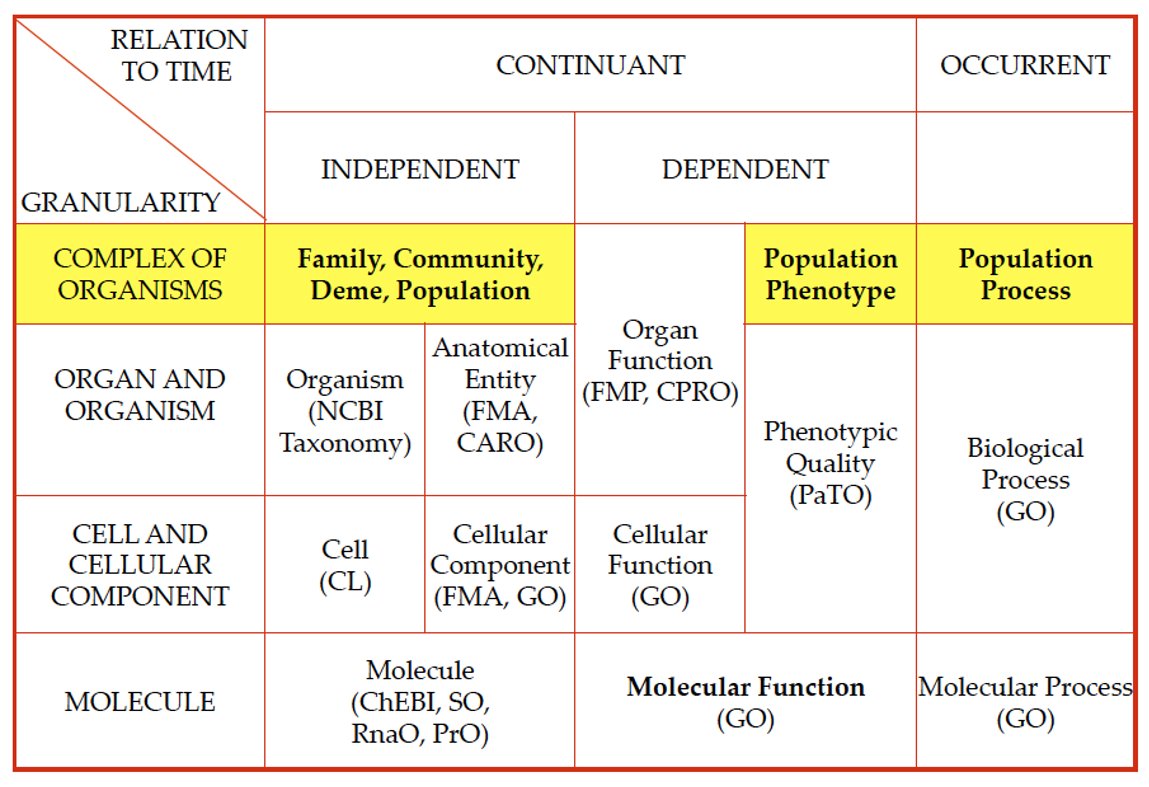 RELATION
TO TIME
GRANULARITY
CONTINUANT
OCCURRENT
INDEPENDENT
DEPENDENT
COMPLEX OF
ORGANISMS
Family, Community,
Deme, Population
Population
Phenotype
Population
Process
ORGAN AND
ORGANISM
Organism
(NCBI
Taxonomy)
Anatomical
Entity
(FMA,
CARO)
Organ
Function
(FMP, CPRO)
Phenotypic
Quality
(PaTO)
Biological
Process
(GO)
CELL AND
CELLULAR
COMPONENT
Cell
(CL)
Cellular
Component
(FMA, GO)
Cellular
Function
(GO)
MOLECULE
Molecule
(ChEBI, SO,
RnaO, PrO)
Molecular Function
(GO)
Molecular Process
(GO)